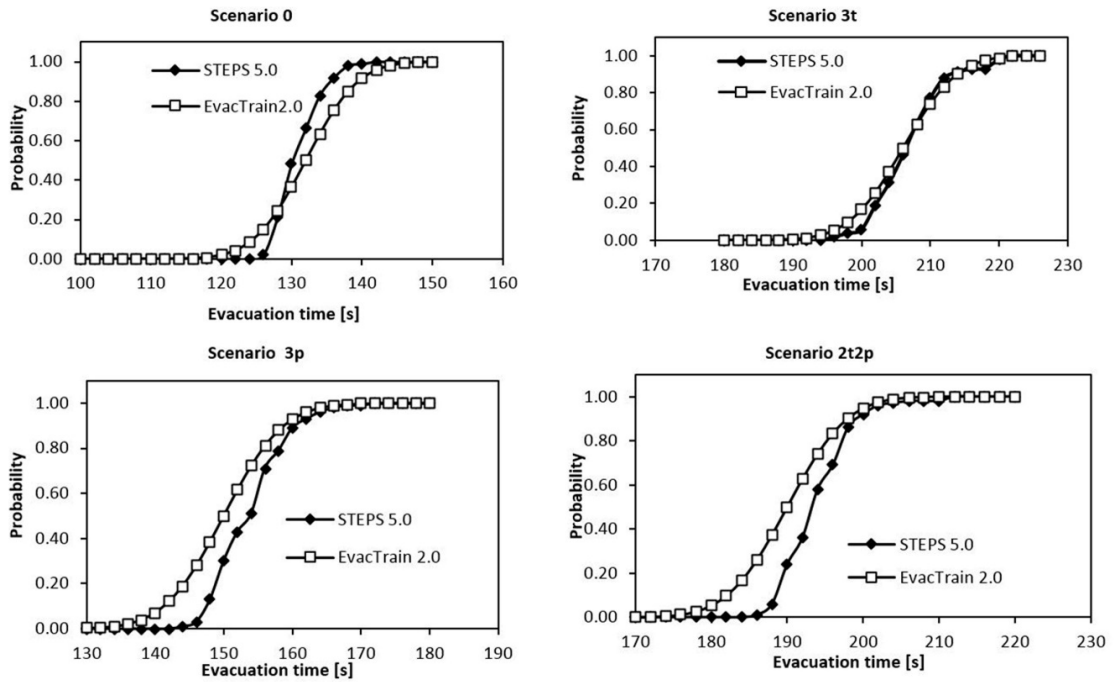 Scenario 0
1.00
0.80
0.60
0.40
0.20
0.00
Probability
STEPS 5.0
EvacTrain2.0
100 110 120 130 140 150 160
Evacuation time [s]
Scenario 3t
1.00
0.80
0.60
0.40
0.20
0.00
Probability
STEPS 5.0
EvacTrain 2.0
170 180 190 200 210 220 230
Evacuation time [s]
Scenario 3p
1.00
0.80
0.60
0.40
0.20
0.00
Probability
STEPS 5.0
EvacTrain 2.0
130 140 150 160 170 180 190
Evacuation time [s]
Scenario 2t2p
1.00
0.80
0.60
0.40
0.20
0.00
Probability
STEPS 5.0
EvacTrain 2.0
170 180 190 200 210 220 230
Evacuation time [s]